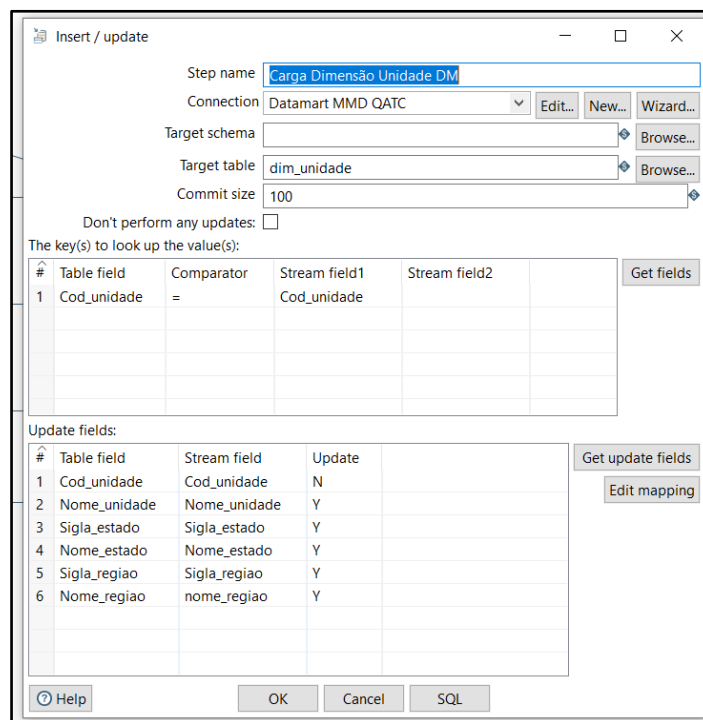 Insert / update
Step name Carga Dimensão Unidade DM
Connection Datamart MMD QATC Edit... New... Wizard...
Target schema Browse...
Target table dim_unidade Browse...
Commit size 100
Don't perform any updates:
The key(s) to look up the value(s):
# Table field Comparator Stream field1 Stream field2 Get fields
1 Cod_unidade = Cod_unidade
Update fields:
# Table field Stream field Update Get update fields
1 Cod_unidade Cod_unidade N Edit mapping
2 Nome_unidade Nome_unidade Y
3 Sigla_estado Sigla_estado Y
4 Nome_estado Nome_estado Y
5 Sigla_regiao Sigla_regiao Y
6 Nome_regiao nome_regiao Y
Help OK Cancel SQL